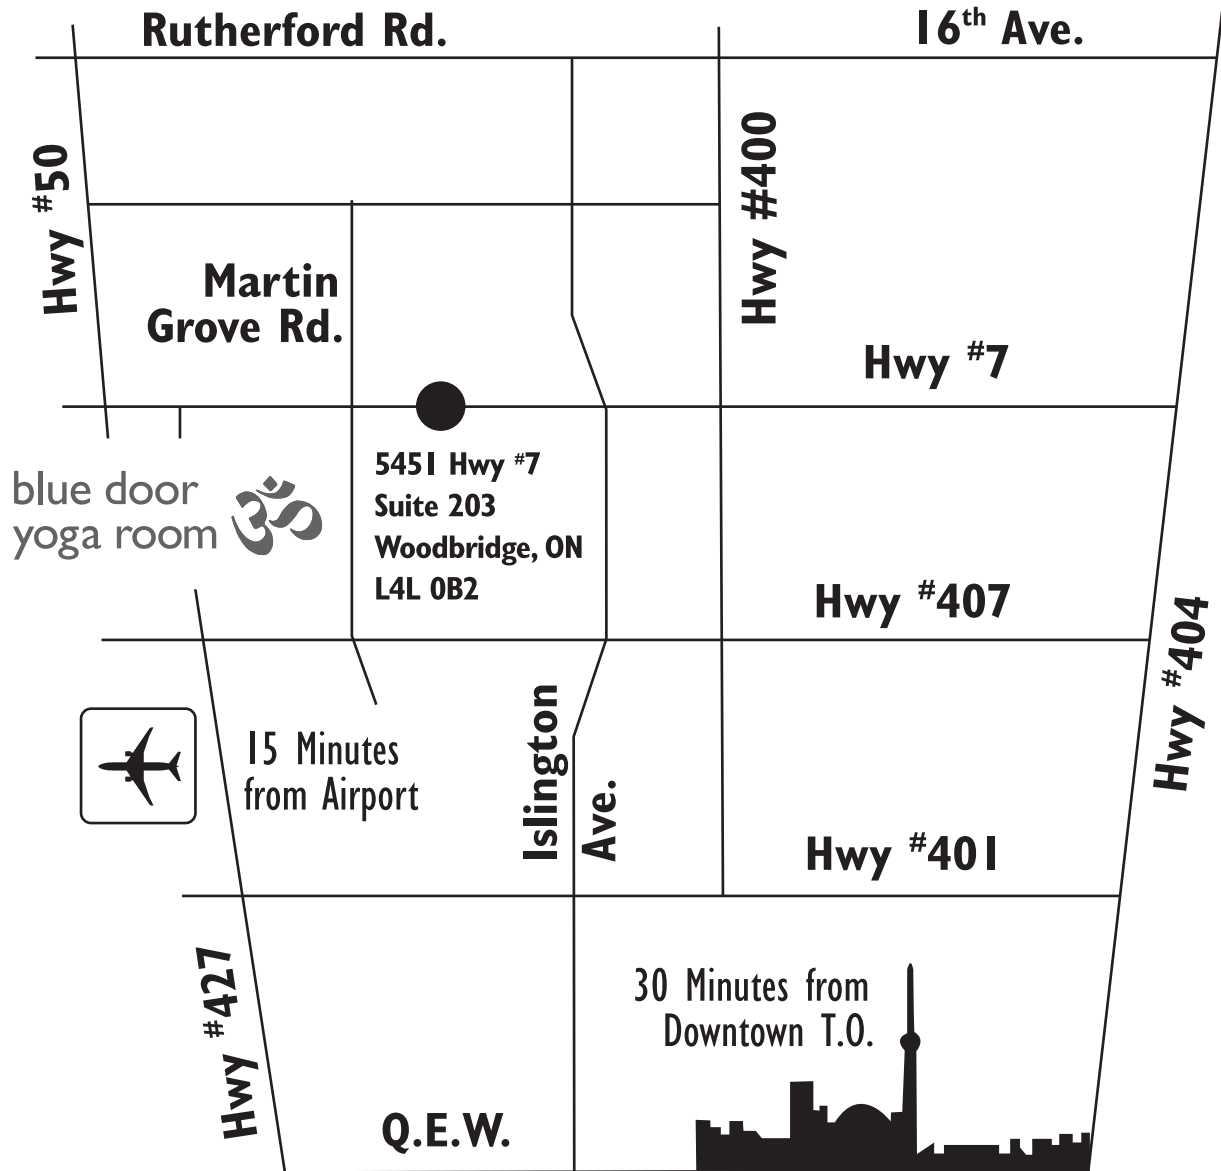 Rutherford Rd.
16th Ave.
Hwy #50
Hwy #400
Martin
Grove Rd.
Hwy #7
5451 Hwy #7
Suite 203
Woodbridge, ON
L4L 0B2
blue door
yoga room ॐ
Hwy #407
Hwy #404
15 Minutes
from Airport
Islington
Ave.
Hwy #401
Hwy #427
30 Minutes from
Downtown T.O.
Q.E.W.